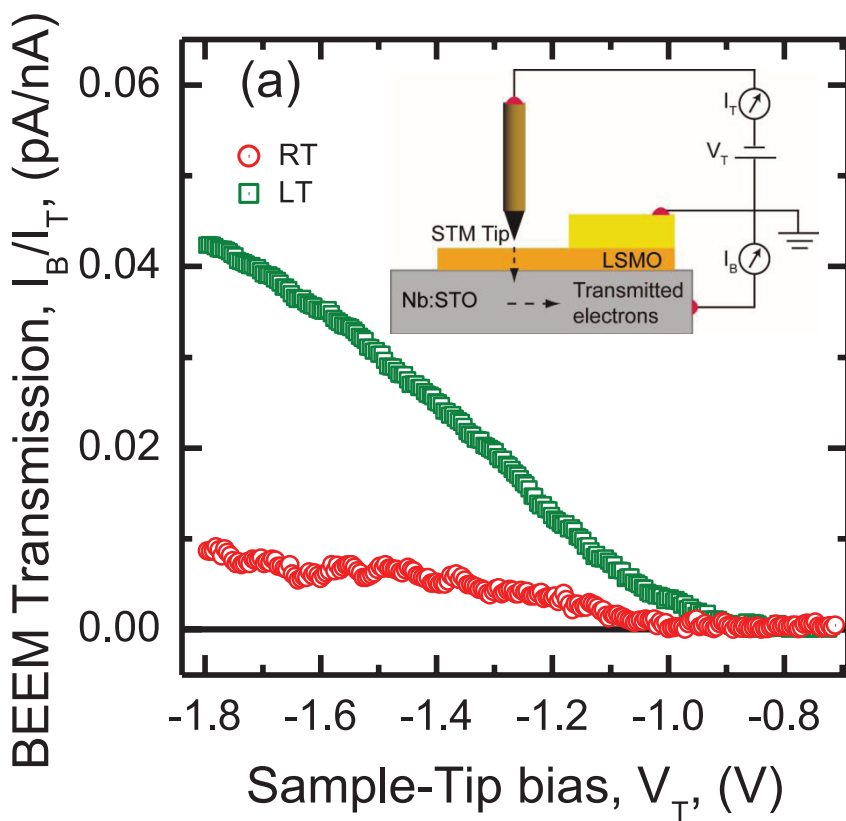 BEEM Transmission, I_B/I_T, (pA/nA)
0.06
0.04
0.02
0.00
(a)
RT
LT
I_T
V_T
STM Tip
LSMO
I_B
Nb:STO
Transmitted
electrons
-1.8 -1.6 -1.4 -1.2 -1.0 -0.8
Sample-Tip bias, V_T, (V)